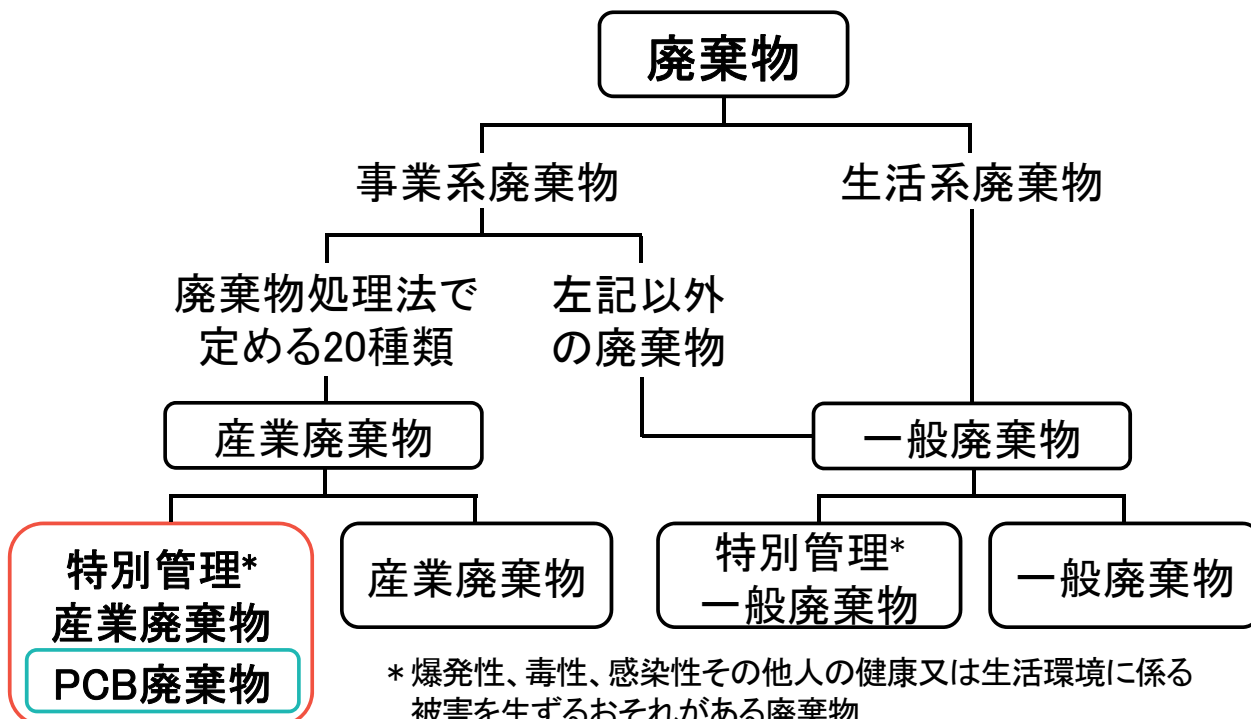 廃棄物
事業系廃棄物
生活系廃棄物
廃棄物処理法で
定める20種類
左記以外
の廃棄物
産業廃棄物
一般廃棄物
特別管理*
産業廃棄物
PCB廃棄物
産業廃棄物
特別管理*
一般廃棄物
一般廃棄物
* 爆発性、毒性、感染性その他人の健康又は生活環境に係る
被害を生ずるおそれがある廃棄物